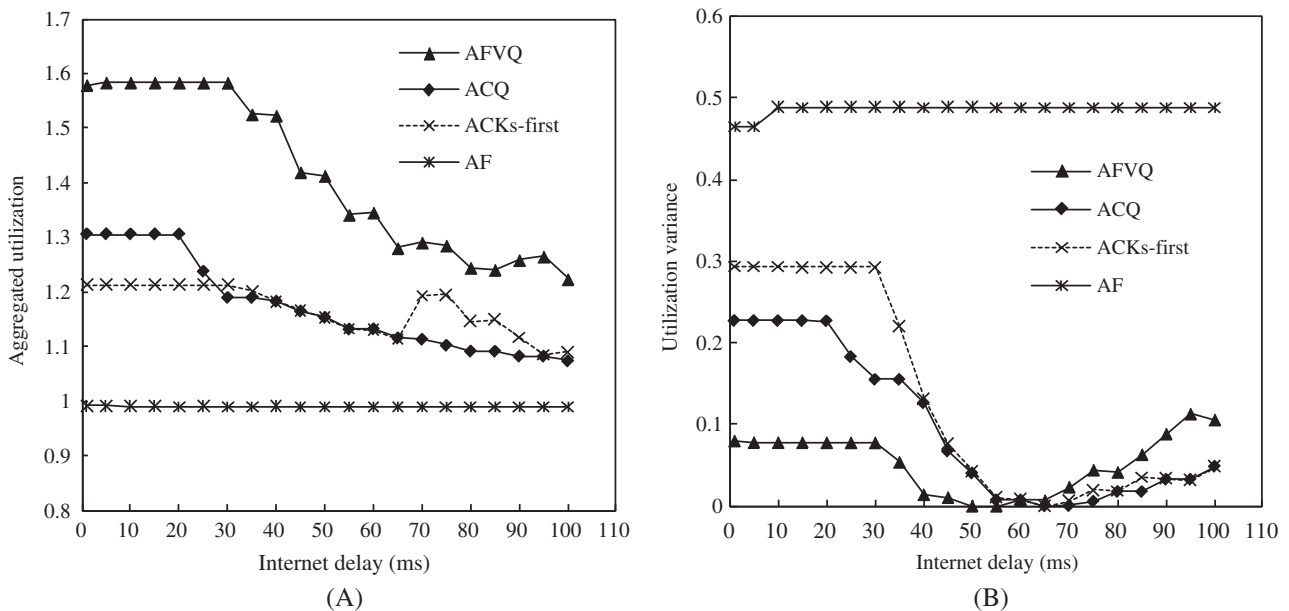 1.7
1.6
1.5
1.4
1.3
1.2
1.1
1
0.9
0.8
Aggregated utilization
AFVQ
ACQ
ACKs-first
AF
0 10 20 30 40 50 60 70 80 90 100 110
Internet delay (ms)
(A)
0.6
0.5
0.4
0.3
0.2
0.1
0
Utilization variance
AFVQ
ACQ
ACKs-first
AF
0 10 20 30 40 50 60 70 80 90 100 110
Internet delay (ms)
(B)